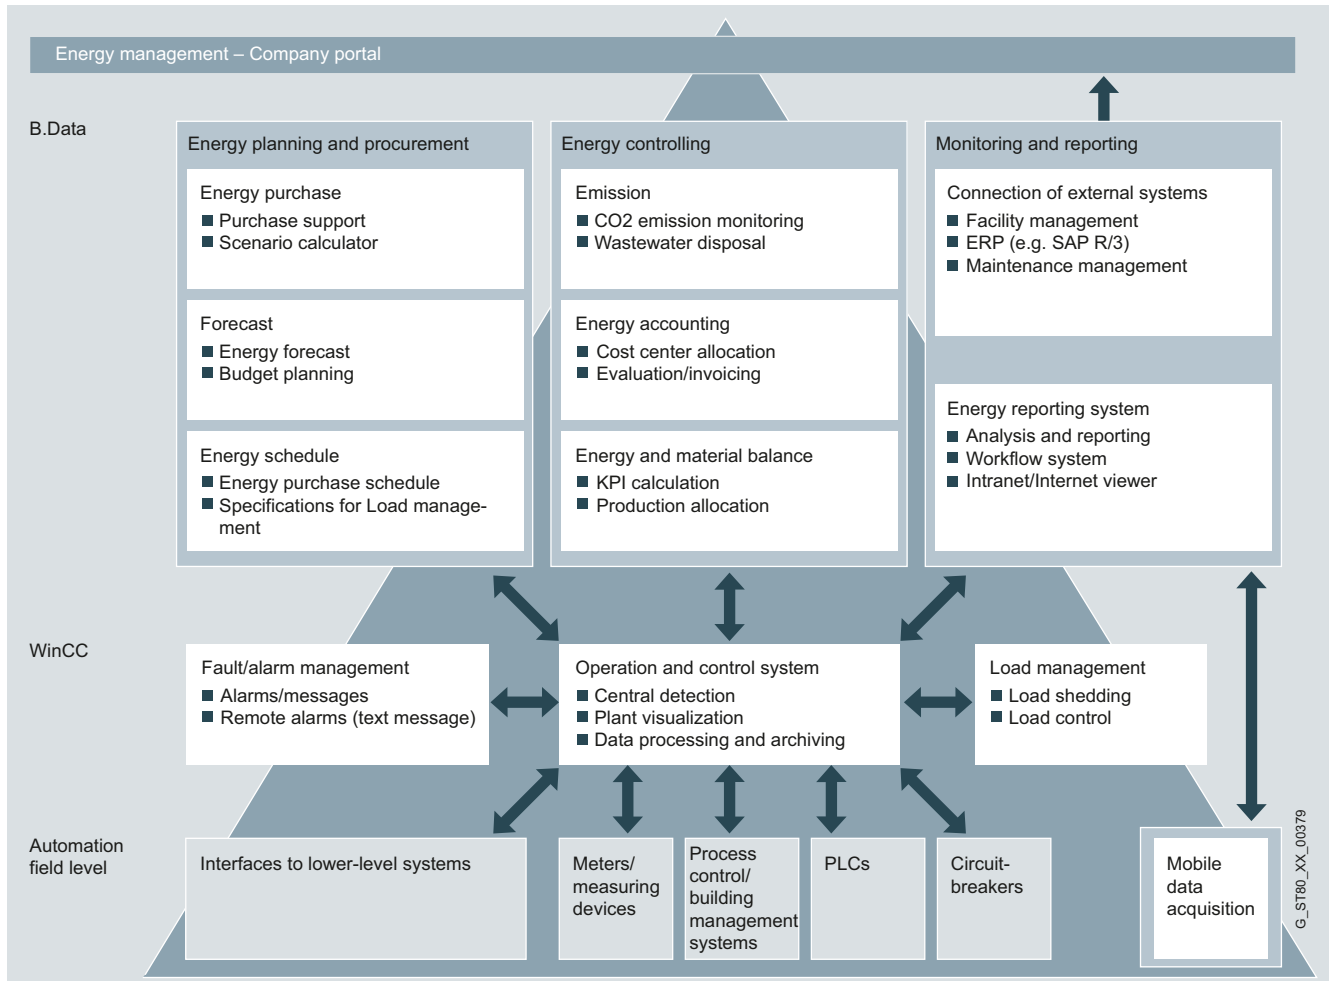 Energy management – Company portal
B.Data
Energy planning and procurement
Energy purchase
Purchase support
Scenario calculator
Forecast
Energy forecast
Budget planning
Energy schedule
Energy purchase schedule
Specifications for Load manage-
ment
Energy controlling
Emission
CO2 emission monitoring
Wastewater disposal
Energy accounting
Cost center allocation
Evaluation/invoicing
Energy and material balance
KPI calculation
Production allocation
Monitoring and reporting
Connection of external systems
Facility management
ERP (e.g. SAP R/3)
Maintenance management
Energy reporting system
Analysis and reporting
Workflow system
Intranet/Internet viewer
WinCC
Fault/alarm management
Alarms/messages
Remote alarms (text message)
Operation and control system
Central detection
Plant visualization
Data processing and archiving
Load management
Load shedding
Load control
Automation
field level
Interfaces to lower-level systems
Meters/
measuring
devices
Process
control/
building
management
systems
PLCs
Circuit-
breakers
Mobile
data
acquisition
G_ST80_XX_00379